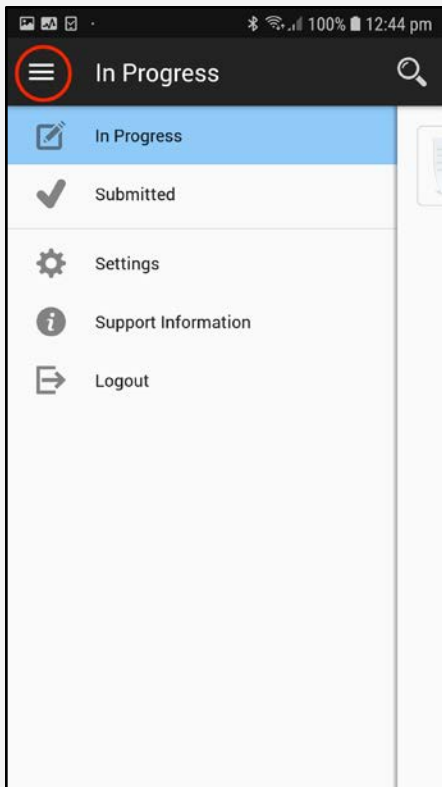 100% 12:44 pm
In Progress
In Progress
Submitted
Settings
Support Information
Logout